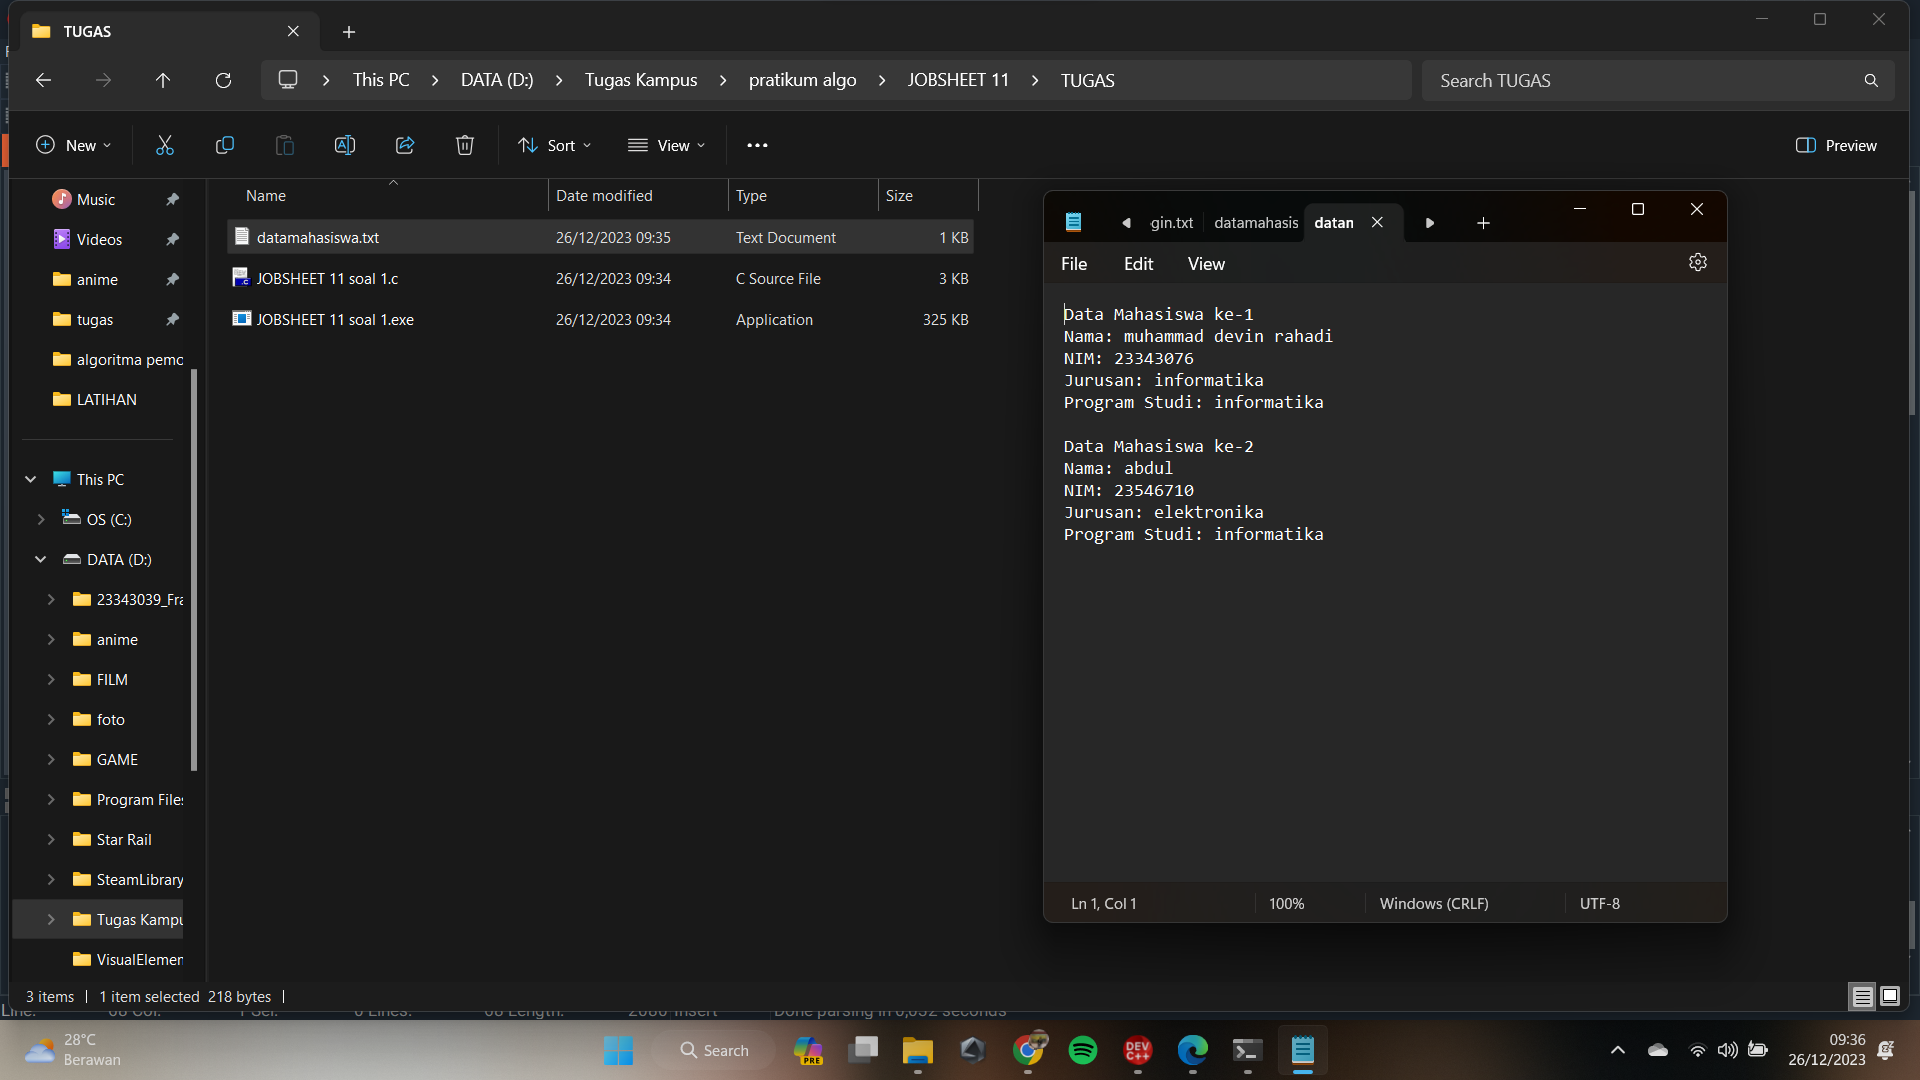 TUGAS
This PC > DATA (D:) > Tugas Kampus > pratikum algo > JOBSHEET 11 > TUGAS
Search TUGAS
New
Sort
View
Preview
Music
Videos
anime
tugas
algoritma pemo
LATIHAN
This PC
OS (C:)
DATA (D:)
23343039_Fra
anime
FILM
foto
GAME
Program Files
Star Rail
SteamLibrary
Tugas Kampu
VisualElemen
Name Date modified Type Size
datamahasiswa.txt 26/12/2023 09:35 Text Document 1 KB
JOBSHEET 11 soal 1.c 26/12/2023 09:34 C Source File 3 KB
JOBSHEET 11 soal 1.exe 26/12/2023 09:34 Application 325 KB
gin.txt datamahasis datan
File Edit View
Data Mahasiswa ke-1
Nama: muhammad devin rahadi
NIM: 23343076
Jurusan: informatika
Program Studi: informatika
Data Mahasiswa ke-2
Nama: abdul
NIM: 23546710
Jurusan: elektronika
Program Studi: informatika
Ln 1, Col 1 100% Windows (CRLF) UTF-8
3 items 1 item selected 218 bytes
28°C
Berawan
Search
PRE
DEV
C++
09:36
26/12/2023